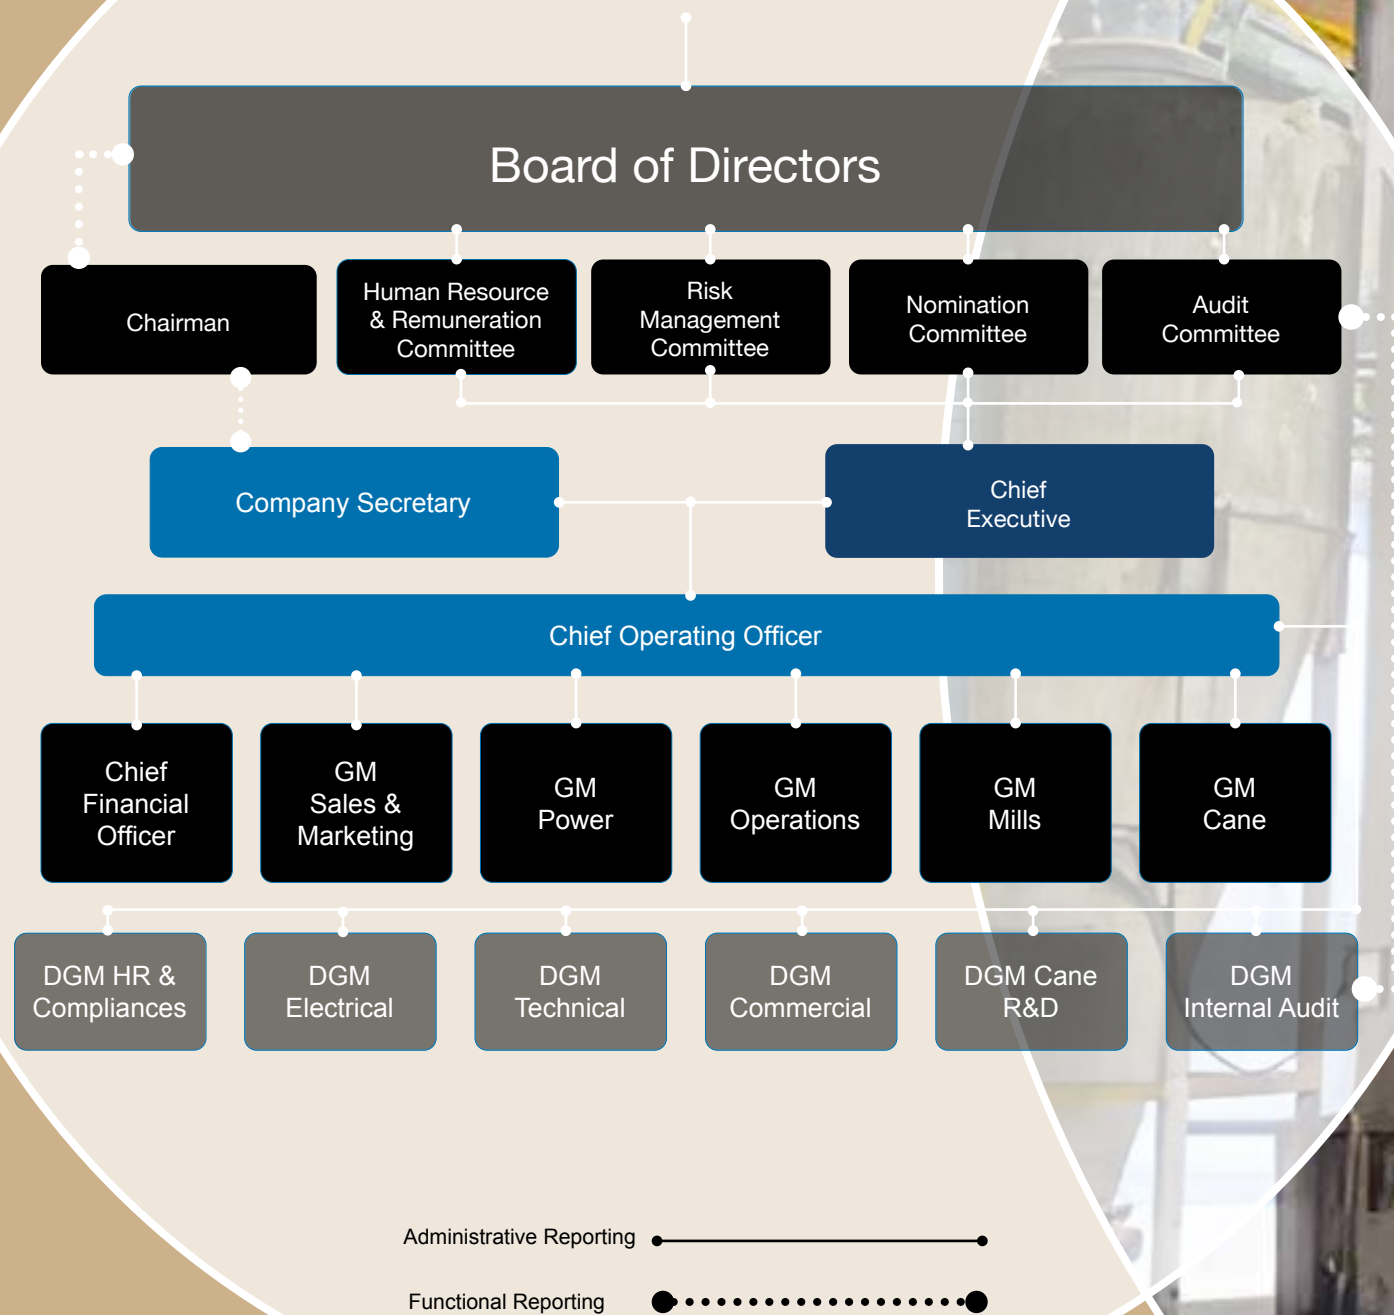 Board of Directors
Chairman
Human Resource
& Remuneration
Committee
Risk
Management
Committee
Nomination
Committee
Audit
Committee
Company Secretary
Chief
Executive
Chief Operating Officer
Chief
Financial
Officer
GM
Sales &
Marketing
GM
Power
GM
Operations
GM
Mills
GM
Cane
DGM HR &
Compliances
DGM
Electrical
DGM
Technical
DGM
Commercial
DGM Cane
R&D
DGM
Internal Audit
Administrative Reporting
Functional Reporting